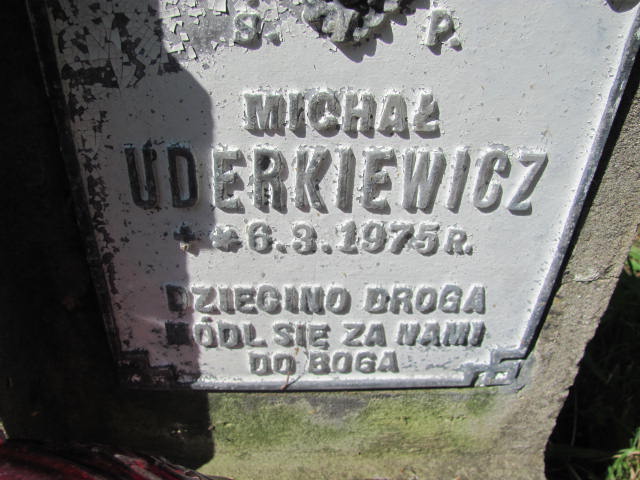 Ś. P.
MICHAŁ
UDERKIEWICZ
✝ * 6.3.1975 R.
DZIECINO DROGA
MÓDL SIĘ ZA NAMI
DO BOGA